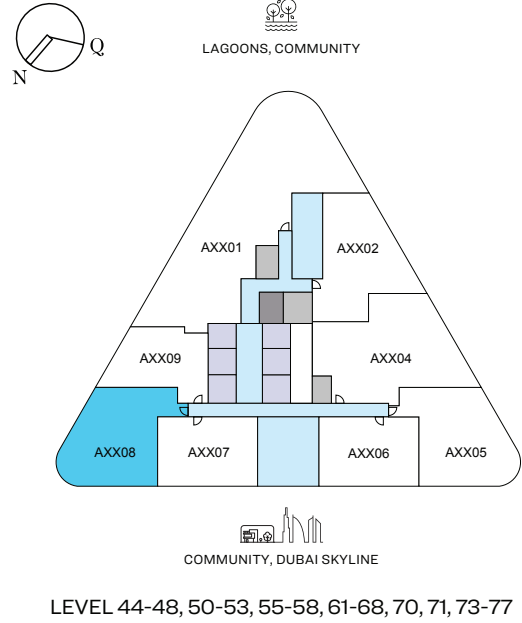 Q
N
LAGOONS, COMMUNITY
AXX01
AXX02
AXX09
AXX04
AXX08
AXX07
AXX06
AXX05
COMMUNITY, DUBAI SKYLINE
LEVEL 44-48, 50-53, 55-58, 61-68, 70, 71, 73-77